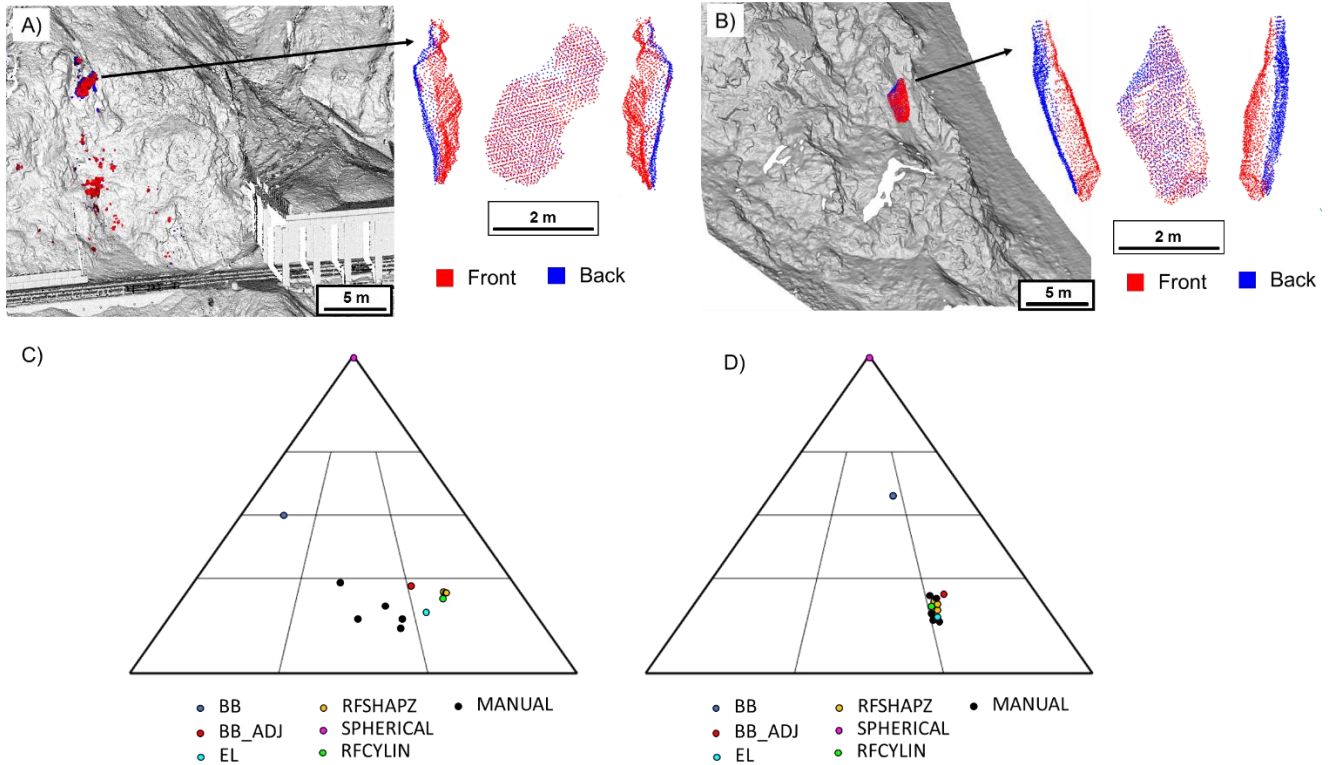 A)
2 m
Front Back
5 m
B)
2 m
Front Back
5 m
C)
BB RFSHAPZ MANUAL
BB_ADJ SPHERICAL
EL RFCYLIN
D)
BB RFSHAPZ MANUAL
BB_ADJ SPHERICAL
EL RFCYLIN